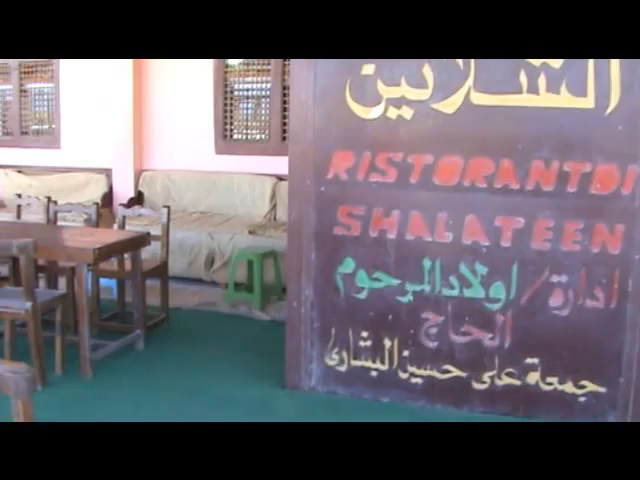 الشلاتين
RISTORANTDI
SHALATEEN
ادارة / اولاد المرحوم
الحاج
جمعة على حسين البشارى